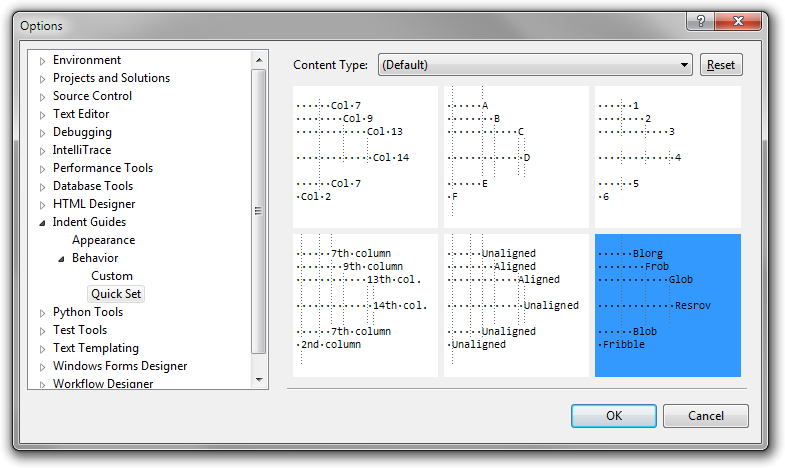 Options
?
Environment
Projects and Solutions
Source Control
Text Editor
Debugging
IntelliTrace
Performance Tools
Database Tools
HTML Designer
Indent Guides
Appearance
Behavior
Custom
Quick Set
Python Tools
Test Tools
Text Templating
Windows Forms Designer
Workflow Designer
Content Type: (Default) Reset
······Col·7
········Col·9
············Col·13
·············Col·14
······Col·7
·Col·2
······A
········B
············C
·············D
······E
·F
······1
········2
············3
·············4
······5
·6
······7th·column
········9th·column
············13th·col.
·············14th·col.
······7th·column
·2nd·column
······Unaligned
········Aligned
············Aligned
·············Unaligned
······Unaligned
·Unaligned
······Blorg
········Frob
············Glob
·············Resrov
······Blob
·Fribble
OK Cancel